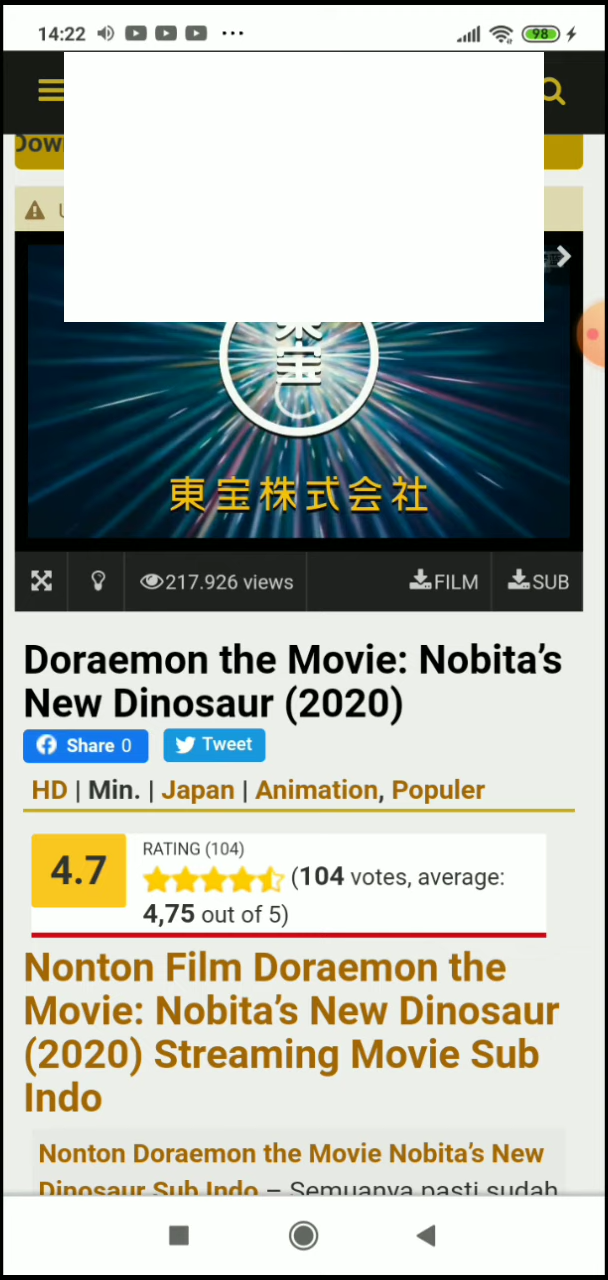 14:22
98
Dow
217.926 views
FILM
SUB
東宝
東宝株式会社
Doraemon the Movie: Nobita’s
New Dinosaur (2020)
Share 0
Tweet
HD | Min. | Japan | Animation, Populer
4.7
RATING (104)
(104 votes, average:
4,75 out of 5)
Nonton Film Doraemon the
Movie: Nobita’s New Dinosaur
(2020) Streaming Movie Sub
Indo
Nonton Doraemon the Movie Nobita’s New
Dinosaur Sub Indo – Semuanya pasti sudah